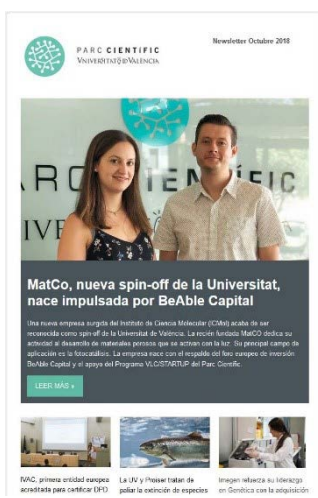 Newsletter Octubre 2018
PARC CIENTÍFIC
VNIVERSITATÖDVALÈNCIA
MatCo, nueva spin-off de la Universitat,
nace impulsada por BeAble Capital
Una nueva empresa surgida del Instituto de Ciencia Molecular (ICMol) acaba de ser
reconocida como spin-off de la Universitat de València. La recién fundada MatCO dedica su
actividad al desarrollo de materiales porosos que se activan con la luz. Su principal campo de
aplicación es la fotocatálisis. La empresa nace con el respaldo del foro europeo de inversión
BeAble Capital y el apoyo del Programa VLC/STARTUP del Parc Científic.
LEER MÁS »
IVAC, primera entidad europea
acreditada para certificar DPD
La UV y Proiser tratan de
paliar la extinción de especies
Imegen refuerza su liderazgo
en Genética con la adquisición